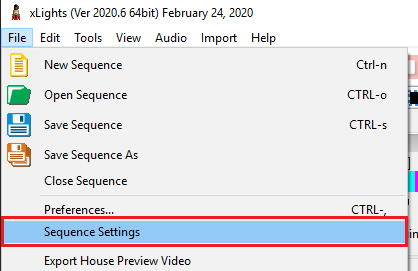 xLights (Ver 2020.6 64bit) February 24, 2020
File Edit Tools View Audio Import Help
New Sequence Ctrl-n
Open Sequence CTRL-o
Save Sequence CTRL-s
Save Sequence As
Close Sequence
Preferences... CTRL-,
Sequence Settings
Export House Preview Video